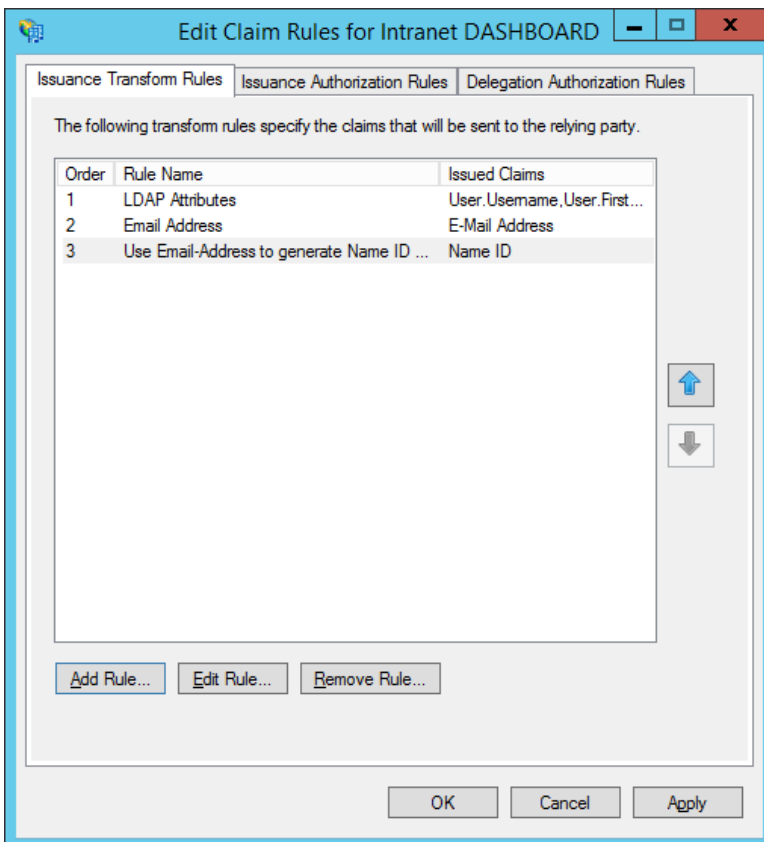 Edit Claim Rules for Intranet DASHBOARD
Issuance Transform Rules Issuance Authorization Rules Delegation Authorization Rules
The following transform rules specify the claims that will be sent to the relying party.
Order Rule Name Issued Claims
1 LDAP Attributes User.Username,User.First...
2 Email Address E-Mail Address
3 Use Email-Address to generate Name ID ... Name ID
Add Rule... Edit Rule... Remove Rule...
OK Cancel Apply